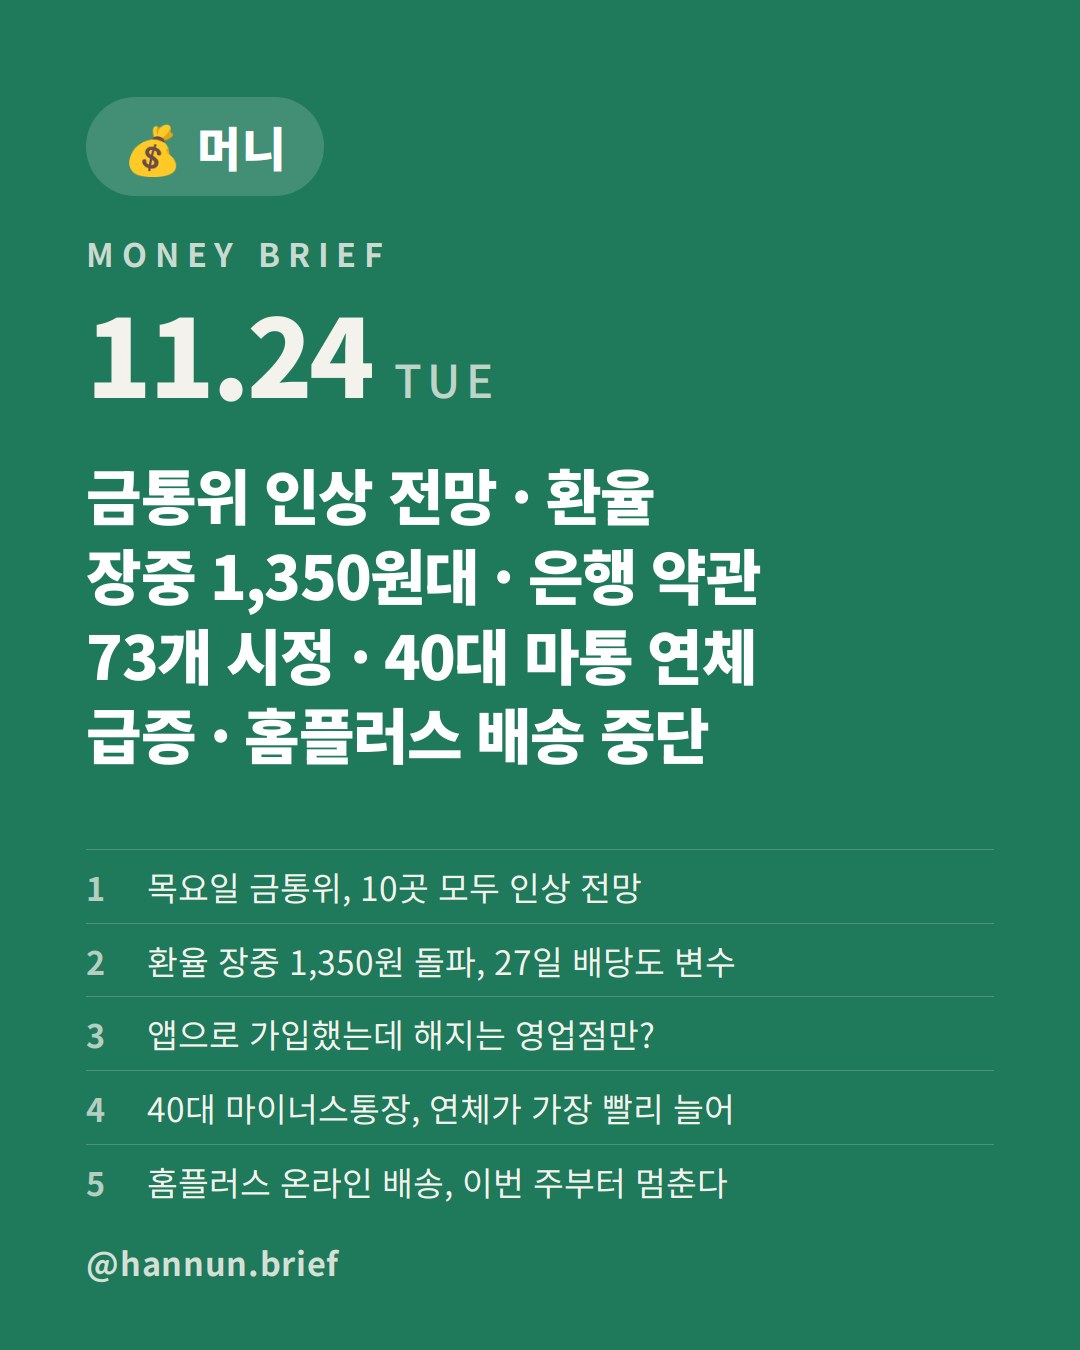 💰 머니
MONEY BRIEF
11.24 TUE
금통위 인상 전망 · 환율
장중 1,350원대 · 은행 약관
73개 시정 · 40대 마통 연체
급증 · 홈플러스 배송 중단
1 목요일 금통위, 10곳 모두 인상 전망
2 환율 장중 1,350원 돌파, 27일 배당도 변수
3 앱으로 가입했는데 해지는 영업점만?
4 40대 마이너스통장, 연체가 가장 빨리 늘어
5 홈플러스 온라인 배송, 이번 주부터 멈춘다
@hannun.brief